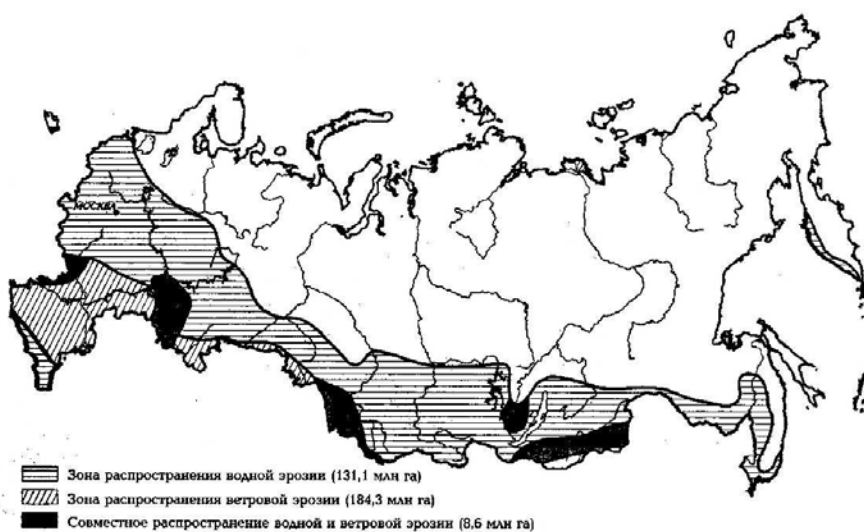 МОСКВА
Зона распространения водной эрозии (131,1 млн га)
Зона распространения ветровой эрозии (184,3 млн га)
Совместное распространение водной и ветровой эрозии (8,6 млн га)